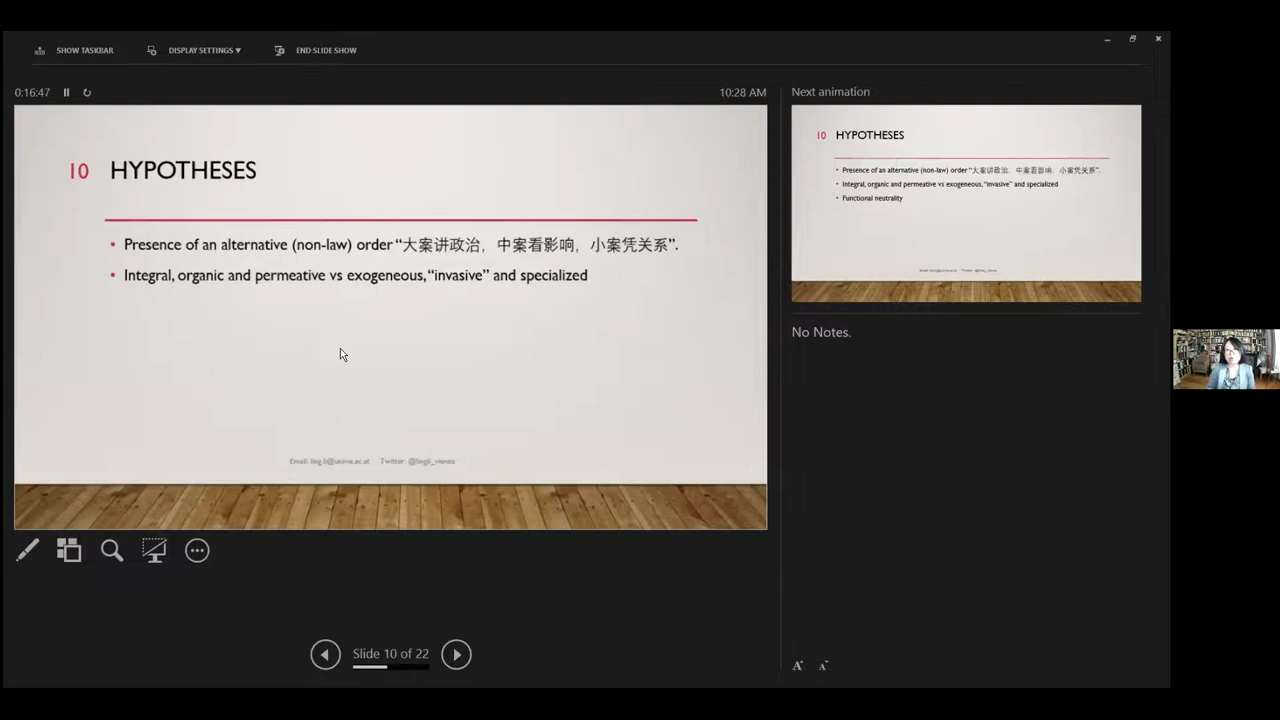 SHOW TASKBAR
DISPLAY SETTINGS ▼
END SLIDE SHOW
0:16:47
10:28 AM
10 HYPOTHESES
• Presence of an alternative (non-law) order “大案讲政治，中案看影响，小案凭关系”.
• Integral, organic and permeative vs exogeneous, “invasive” and specialized
Email: ling.li@univie.ac.at Twitter: @lingli_vienna
Slide 10 of 22
Next animation
10 HYPOTHESES
• Presence of an alternative (non-law) order “大案讲政治，中案看影响，小案凭关系”.
• Integral, organic and permeative vs exogeneous, “invasive” and specialized
• Functional neutrality
No Notes.
A A